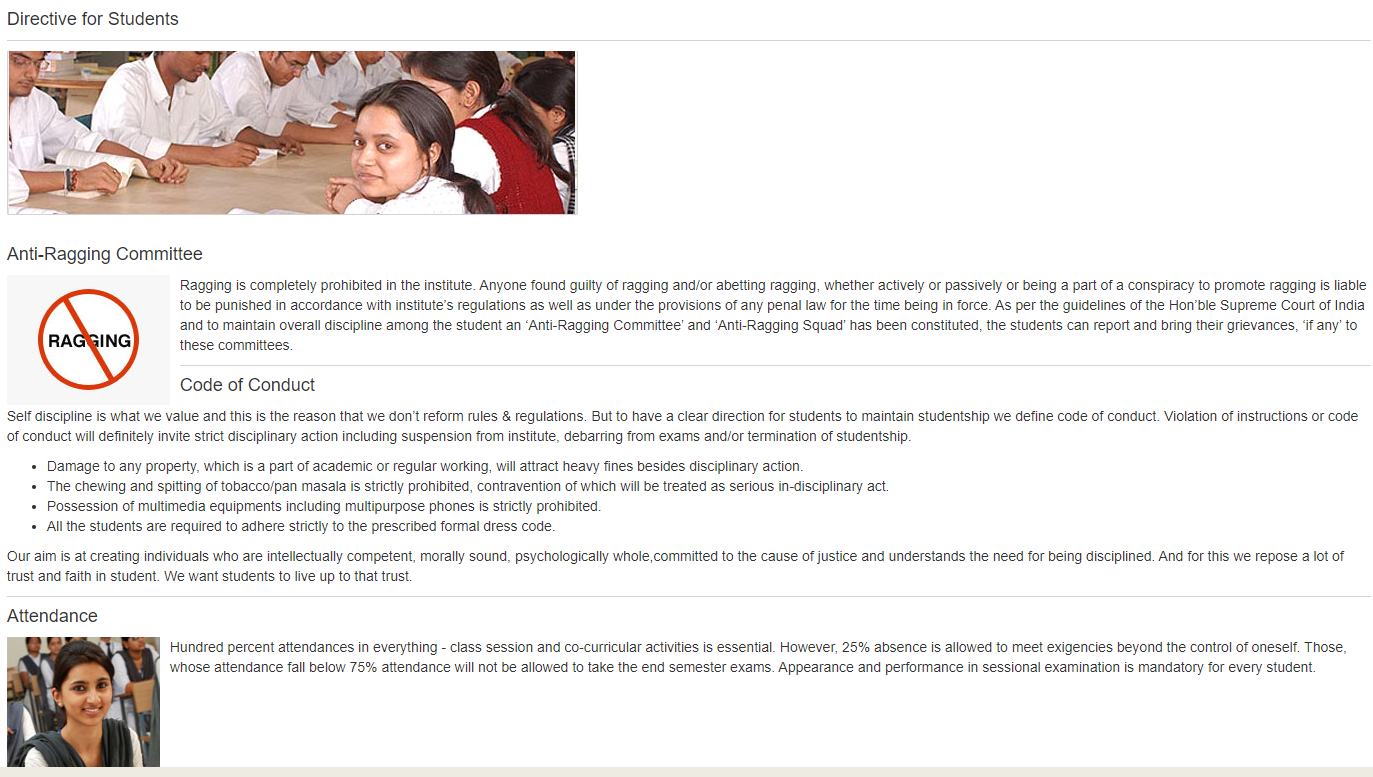 Directive for Students
Anti-Ragging Committee
RAGGING
Ragging is completely prohibited in the institute. Anyone found guilty of ragging and/or abetting ragging, whether actively or passively or being a part of a conspiracy to promote ragging is liable
to be punished in accordance with institute’s regulations as well as under the provisions of any penal law for the time being in force. As per the guidelines of the Hon’ble Supreme Court of India
and to maintain overall discipline among the student an ‘Anti-Ragging Committee’ and ‘Anti-Ragging Squad’ has been constituted, the students can report and bring their grievances, ‘if any’ to
these committees.
Code of Conduct
Self discipline is what we value and this is the reason that we don’t reform rules & regulations. But to have a clear direction for students to maintain studentship we define code of conduct. Violation of instructions or code
of conduct will definitely invite strict disciplinary action including suspension from institute, debarring from exams and/or termination of studentship.
• Damage to any property, which is a part of academic or regular working, will attract heavy fines besides disciplinary action.
• The chewing and spitting of tobacco/pan masala is strictly prohibited, contravention of which will be treated as serious in-disciplinary act.
• Possession of multimedia equipments including multipurpose phones is strictly prohibited.
• All the students are required to adhere strictly to the prescribed formal dress code.
Our aim is at creating individuals who are intellectually competent, morally sound, psychologically whole,committed to the cause of justice and understands the need for being disciplined. And for this we repose a lot of
trust and faith in student. We want students to live up to that trust.
Attendance
Hundred percent attendances in everything - class session and co-curricular activities is essential. However, 25% absence is allowed to meet exigencies beyond the control of oneself. Those,
whose attendance fall below 75% attendance will not be allowed to take the end semester exams. Appearance and performance in sessional examination is mandatory for every student.